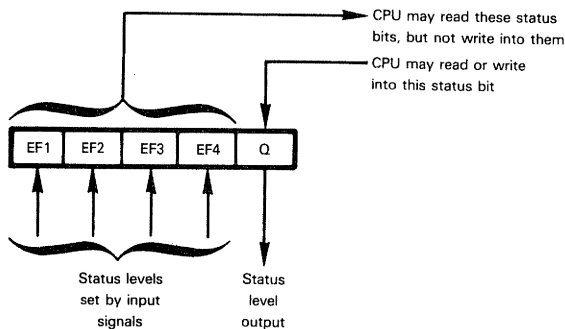 CPU may read these status
bits, but not write into them
CPU may read or write
into this status bit
EF1 EF2 EF3 EF4 Q
Status levels
set by input
signals
Status
level
output